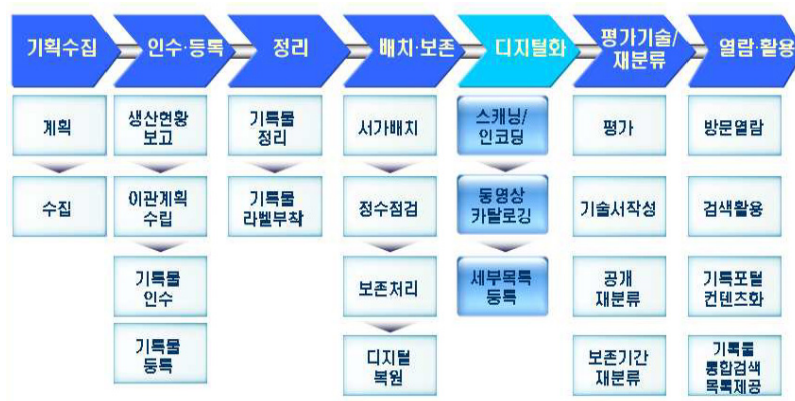 기획수집
인수·등록
정리
배치·보존
디지털화
평가기술/
재분류
열람·활용
계획
수집
생산현황
보고
이관계획
수립
기록물
인수
기록물
등록
기록물
정리
기록물
라벨부착
서가배치
정수점검
보존처리
디지털
복원
스캐닝/
인코딩
동영상
카탈로깅
세부목록
등록
평가
기술서작성
공개
재분류
보존기간
재분류
방문열람
검색활용
기록포털
컨텐츠화
기록물
통합검색
목록제공